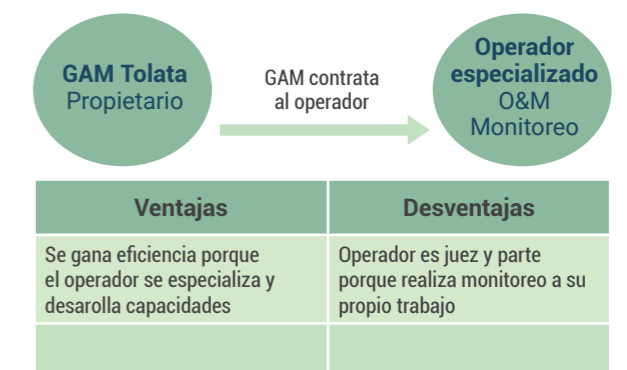 GAM Tolata
Propietario
GAM contrata
al operador
Operador
especializado
O&M
Monitoreo
Ventajas
Desventajas
Se gana eficiencia porque
el operador se especializa y
desarolla capacidades
Operador es juez y parte
porque realiza monitoreo a su
propio trabajo